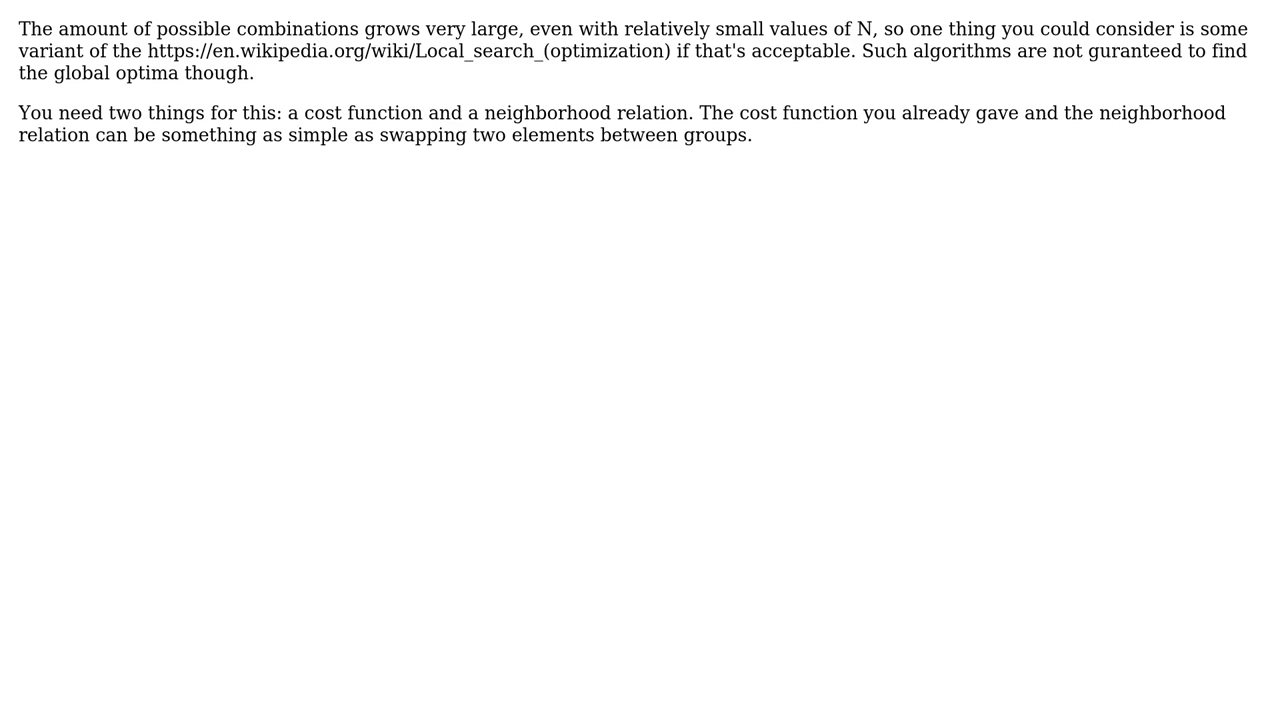 The amount of possible combinations grows very large, even with relatively small values of N, so one thing you could consider is some
variant of the https://en.wikipedia.org/wiki/Local_search_(optimization) if that's acceptable. Such algorithms are not guranteed to find
the global optima though.
You need two things for this: a cost function and a neighborhood relation. The cost function you already gave and the neighborhood
relation can be something as simple as swapping two elements between groups.